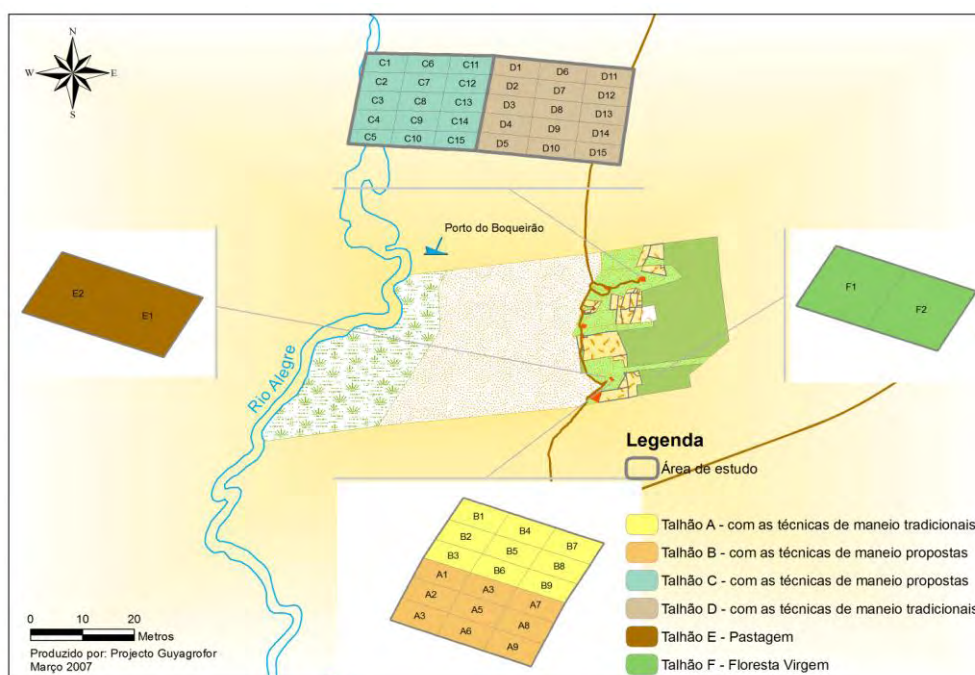 N
W E
S
C1 C6 C11
C2 C7 C12
C3 C8 C13
C4 C9 C14
C5 C10 C15
D1 D6 D11
D2 D7 D12
D3 D8 D13
D4 D9 D14
D5 D10 D15
Porto do Boqueirão
Rio Alegre
E2
E1
F1
F2
B1 B4 B7
B2 B5 B8
B3 B6 B9
A1 A3 A7
A2 A5 A8
A3 A6 A9
Legenda
Área de estudo
Talhão A - com as técnicas de maneio tradicionais
Talhão B - com as técnicas de maneio propostas
Talhão C - com as técnicas de maneio propostas
Talhão D - com as técnicas de maneio tradicionais
Talhão E - Pastagem
Talhão F - Floresta Virgem
0 10 20
Metros
Produzido por: Projecto Guyagrofor
Março 2007